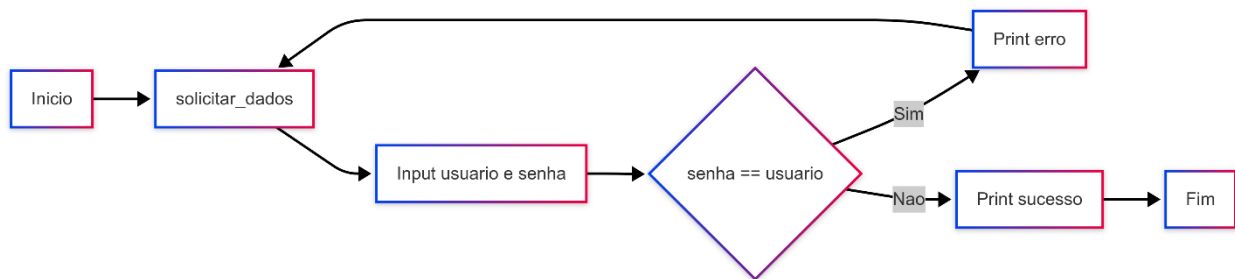 Inicio
solicitar_dados
Input usuario e senha
senha == usuario
Sim
Print erro
Nao
Print sucesso
Fim